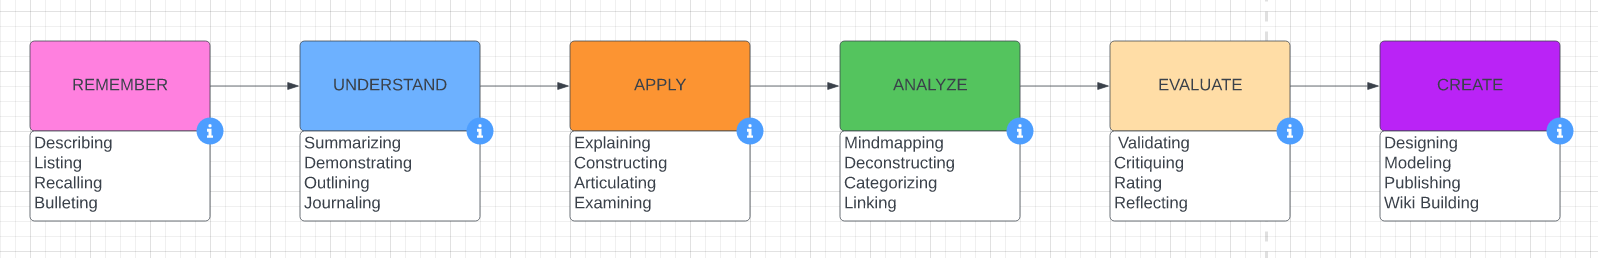 REMEMBER
Describing
Listing
Recalling
Bulleting
UNDERSTAND
Summarizing
Demonstrating
Outlining
Journaling
APPLY
Explaining
Constructing
Articulating
Examining
ANALYZE
Mindmapping
Deconstructing
Categorizing
Linking
EVALUATE
Validating
Critiquing
Rating
Reflecting
CREATE
Designing
Modeling
Publishing
Wiki Building